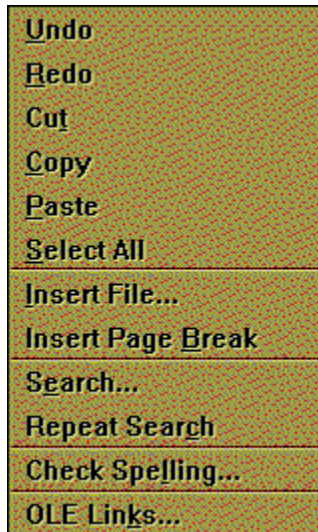 Undo
Redo
Cut
Copy
Paste
Select All
Insert File...
Insert Page Break
Search...
Repeat Search
Check Spelling...
OLE Links...